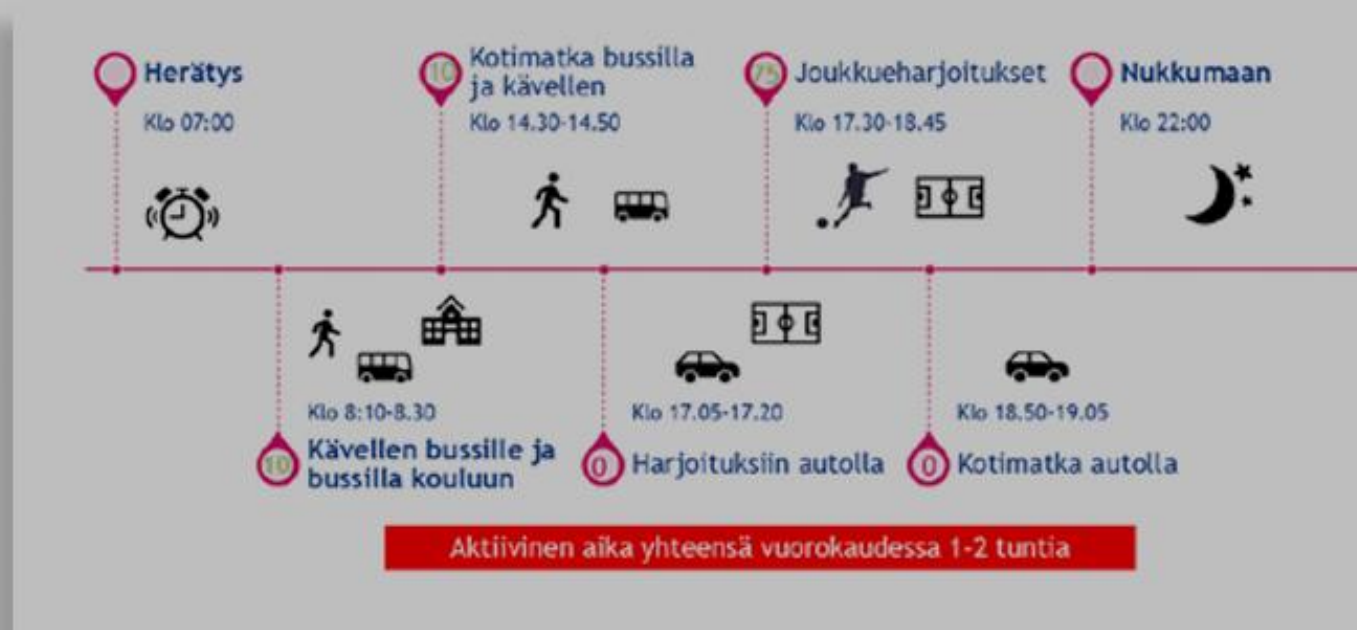 Herätys
Klo 07:00
10
Kotimatka bussilla
ja kävellen
Klo 14.30-14.50
75
Joukkueharjoitukset
Klo 17.30-18.45
Nukkumaan
Klo 22:00
Klo 8:10-8.30
10
Kävellen bussille ja
bussilla kouluun
Klo 17.05-17.20
0
Harjoituksiin autolla
Klo 18.50-19.05
0
Kotimatka autolla
Aktiivinen aika yhteensä vuorokaudessa 1-2 tuntia